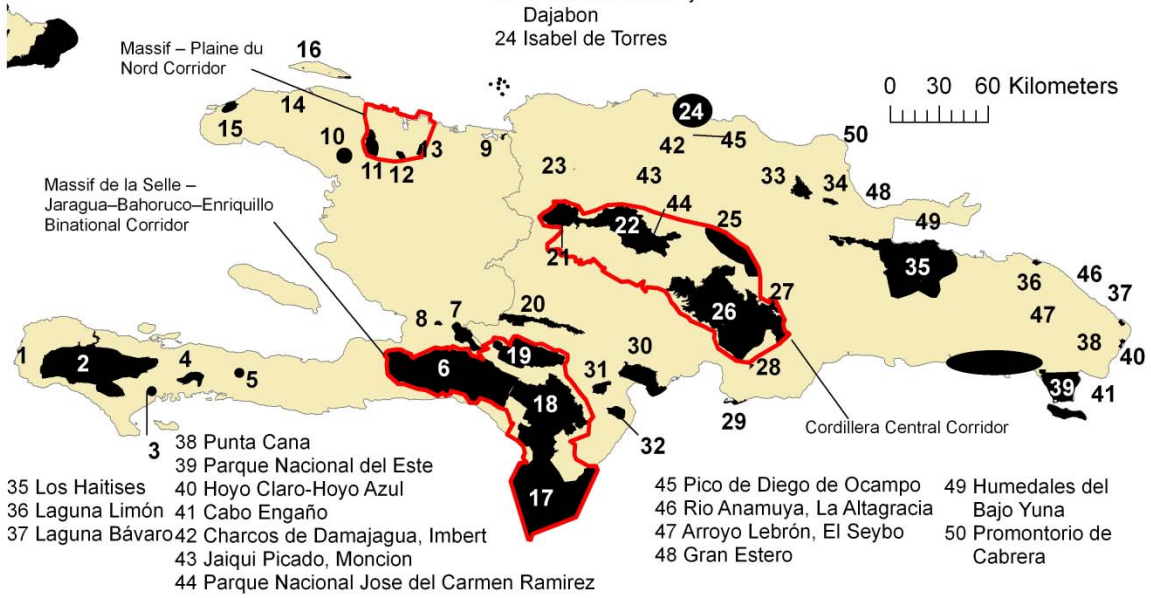 Dajabon
24 Isabel de Torres
Massif – Plaine du
Nord Corridor
16
0 30 60 Kilometers
14
15
10
11
12
13
9
24
42
45
50
23
43
33
34
48
Massif de la Selle –
Jaragua–Bahoruco–Enriquillo
Binational Corridor
44
22
25
49
21
35
36
46
37
27
26
47
7
8
20
1
2
4
5
6
19
31
30
28
38
40
18
39
41
29
3
32
Cordillera Central Corridor
17
35 Los Haitises
36 Laguna Limón
37 Laguna Bávaro
38 Punta Cana
39 Parque Nacional del Este
40 Hoyo Claro-Hoyo Azul
41 Cabo Engaño
42 Charcos de Damajagua, Imbert
43 Jaiqui Picado, Moncion
44 Parque Nacional Jose del Carmen Ramirez
45 Pico de Diego de Ocampo
46 Rio Anamuya, La Altagracia
47 Arroyo Lebrón, El Seybo
48 Gran Estero
49 Humedales del
Bajo Yuna
50 Promontorio de
Cabrera